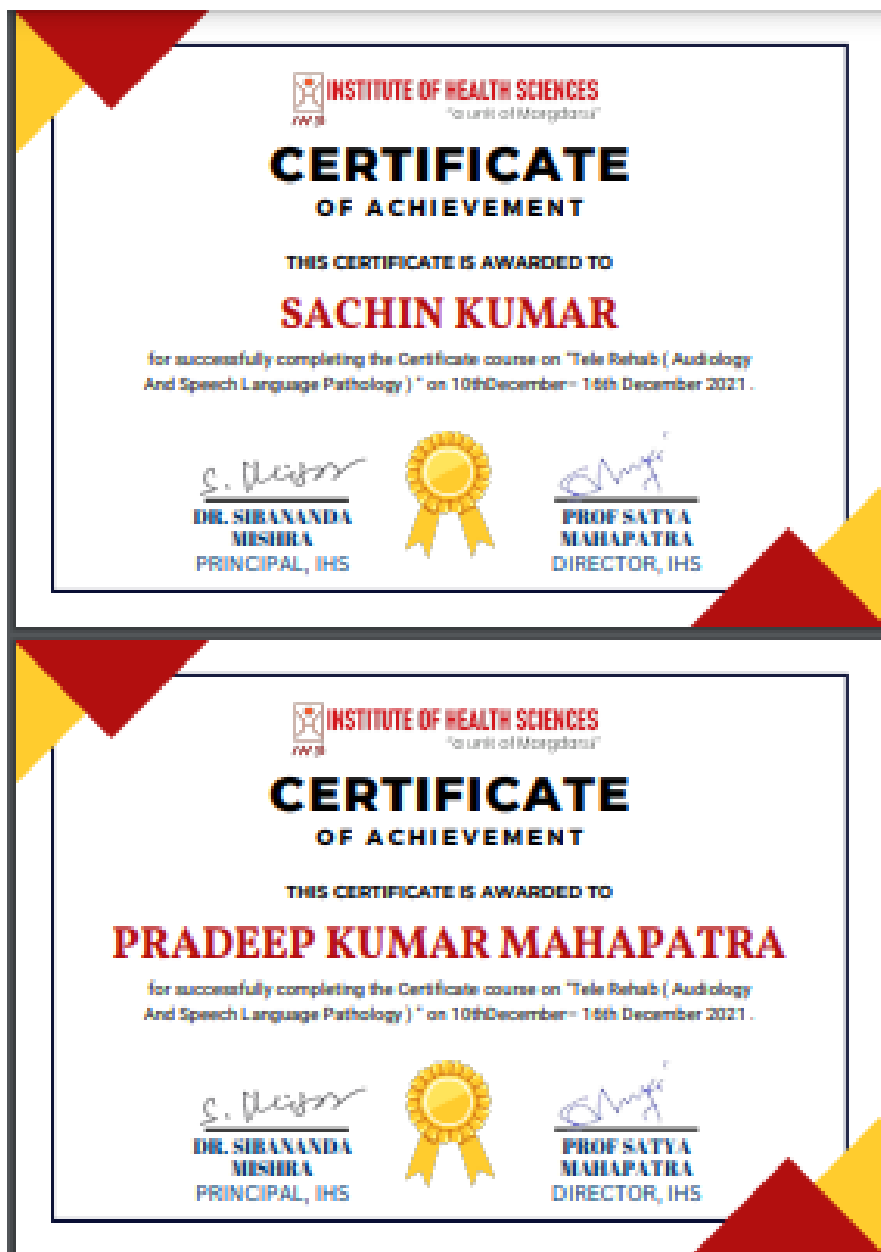 INSTITUTE OF HEALTH SCIENCES
"a unit of Margdarsi"
CERTIFICATE
OF ACHIEVEMENT
THIS CERTIFICATE IS AWARDED TO
SACHIN KUMAR
for successfully completing the Certificate course on "Tele Rehab ( Audiology
And Speech Language Pathology ) " on 10thDecember- 16th December 2021 .
DR. SIBANANDA
MISHRA
PRINCIPAL, IHS
PROF SATYA
MAHAPATRA
DIRECTOR, IHS
INSTITUTE OF HEALTH SCIENCES
"a unit of Margdarsi"
CERTIFICATE
OF ACHIEVEMENT
THIS CERTIFICATE IS AWARDED TO
PRADEEP KUMAR MAHAPATRA
for successfully completing the Certificate course on "Tele Rehab ( Audiology
And Speech Language Pathology ) " on 10thDecember- 16th December 2021 .
DR. SIBANANDA
MISHRA
PRINCIPAL, IHS
PROF SATYA
MAHAPATRA
DIRECTOR, IHS